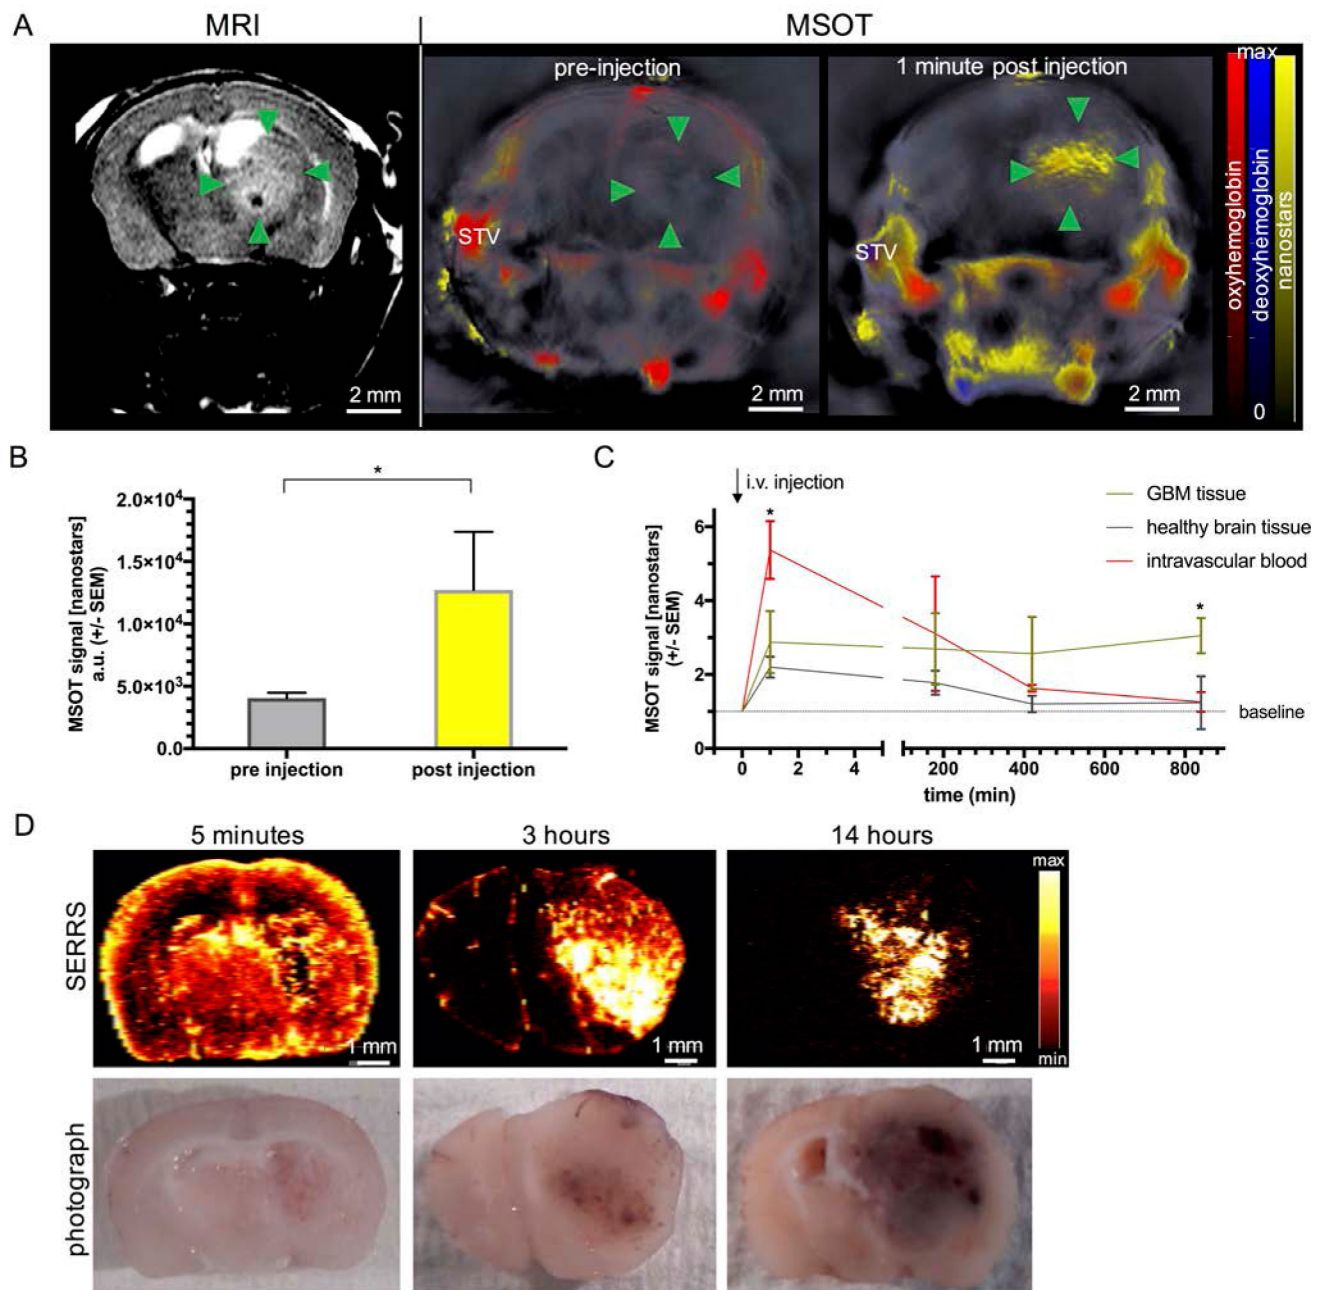 A
MRI
MSOT
pre-injection
1 minute post injection
max
STV
STV
oxyhemoglobin
deoxyhemoglobin
nanostars
0
2 mm
2 mm
2 mm
B
*
MSOT signal [nanostars]
a.u. (+/- SEM)
2.0×10⁴
1.5×10⁴
1.0×10⁴
5.0×10³
0.0
pre injection
post injection
C
i.v. injection
GBM tissue
healthy brain tissue
intravascular blood
*
*
MSOT signal [nanostars]
(+/- SEM)
6
4
2
0
baseline
0 2 4 200 400 600 800
time (min)
D
5 minutes
3 hours
14 hours
SERRS
max
min
1 mm
1 mm
1 mm
photograph